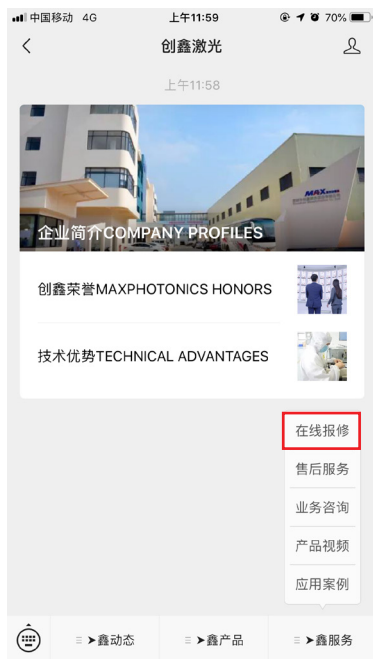 中国移动 4G 上午11:59 70%
创鑫激光
上午11:58
MAX
企业简介COMPANY PROFILES
创鑫荣誉MAXPHOTONICS HONORS
技术优势TECHNICAL ADVANTAGES
在线报修
售后服务
业务咨询
产品视频
应用案例
≡ ➤鑫动态 ≡ ➤鑫产品 ≡ ➤鑫服务